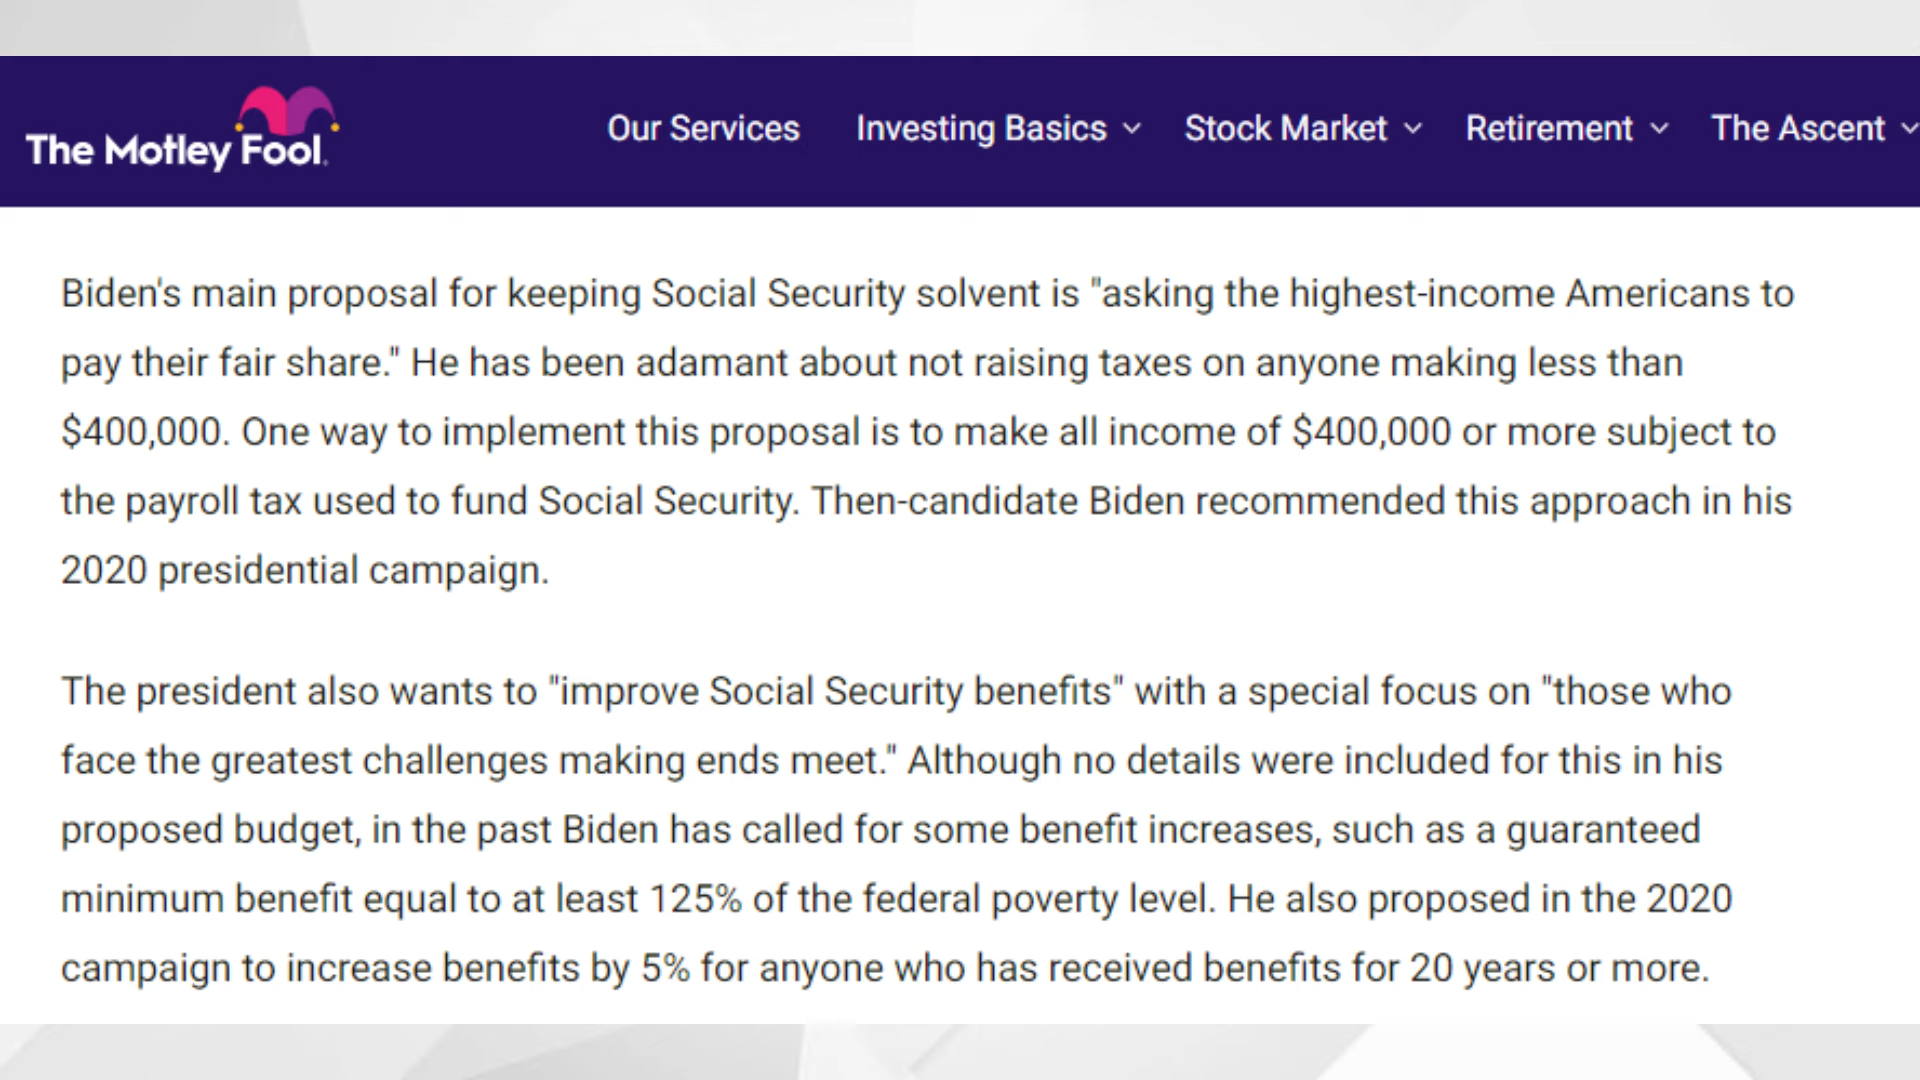 The Motley Fool.
Our Services Investing Basics Stock Market Retirement The Ascent
Biden's main proposal for keeping Social Security solvent is "asking the highest-income Americans to
pay their fair share." He has been adamant about not raising taxes on anyone making less than
$400,000. One way to implement this proposal is to make all income of $400,000 or more subject to
the payroll tax used to fund Social Security. Then-candidate Biden recommended this approach in his
2020 presidential campaign.
The president also wants to "improve Social Security benefits" with a special focus on "those who
face the greatest challenges making ends meet." Although no details were included for this in his
proposed budget, in the past Biden has called for some benefit increases, such as a guaranteed
minimum benefit equal to at least 125% of the federal poverty level. He also proposed in the 2020
campaign to increase benefits by 5% for anyone who has received benefits for 20 years or more.